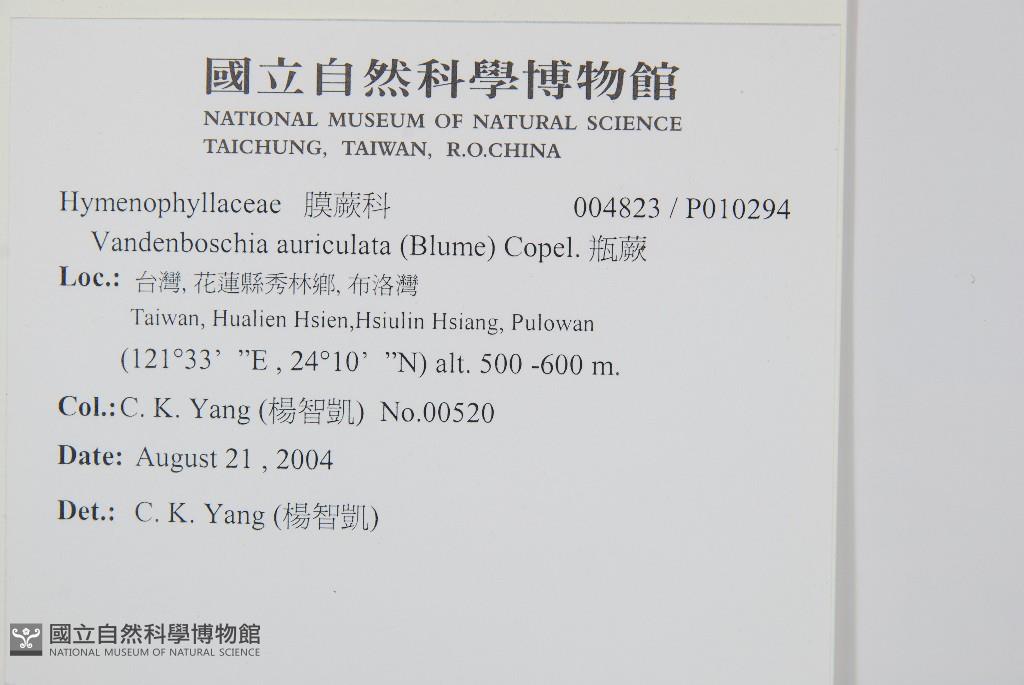 國立自然科學博物館
NATIONAL MUSEUM OF NATURAL SCIENCE
TAICHUNG, TAIWAN, R.O.CHINA
Hymenophyllaceae 膜蕨科 004823 / P010294
Vandenboschia auriculata (Blume) Copel. 瓶蕨
Loc.: 台灣, 花蓮縣秀林鄉, 布洛灣
Taiwan, Hualien Hsien,Hsiulin Hsiang, Pulowan
(121°33’ ”E , 24°10’ ”N) alt. 500 -600 m.
Col.: C. K. Yang (楊智凱) No.00520
Date: August 21 , 2004
Det.: C. K. Yang (楊智凱)
國立自然科學博物館
NATIONAL MUSEUM OF NATURAL SCIENCE